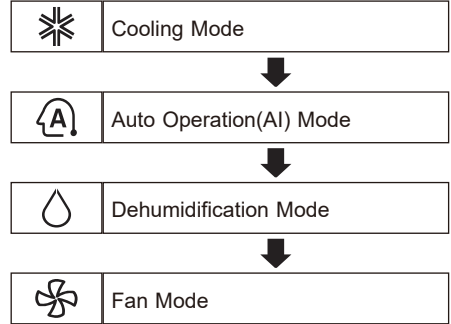 Cooling Mode
A
Auto Operation(AI) Mode
Dehumidification Mode
Fan Mode